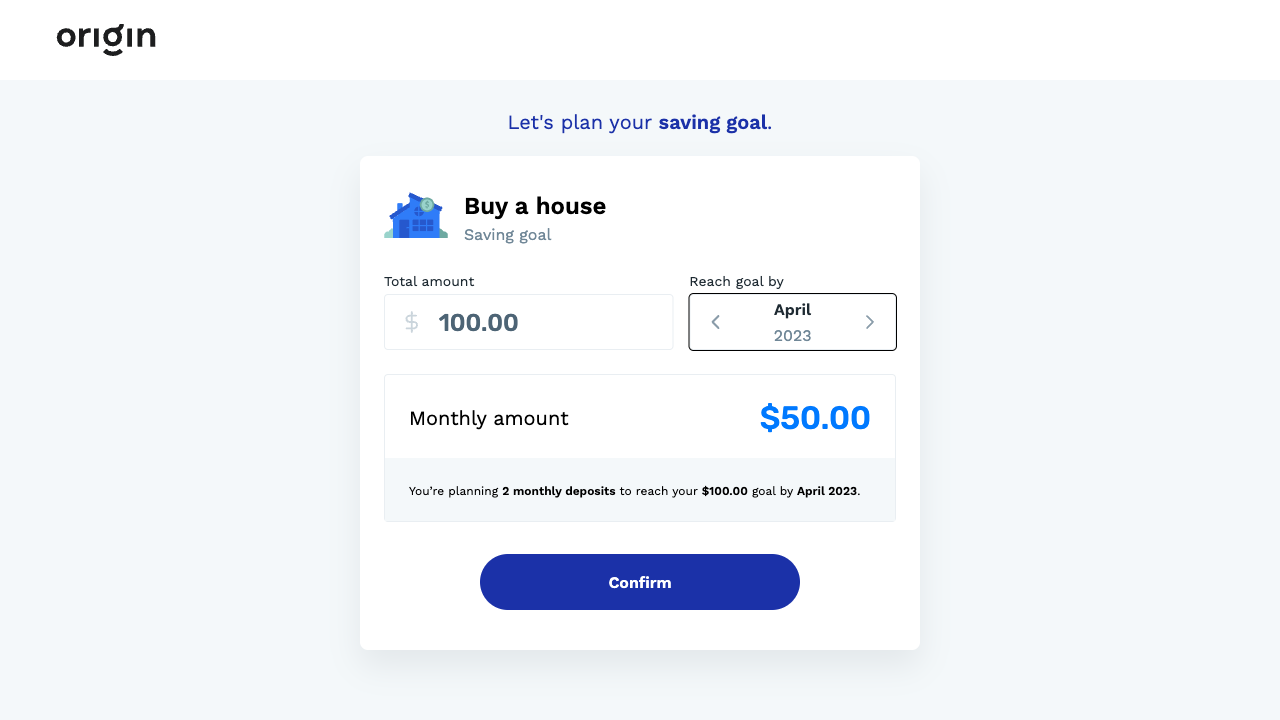 origin
Let's plan your saving goal.
Buy a house
Saving goal
Total amount
$ 100.00
Reach goal by
April
2023
Monthly amount
$50.00
You’re planning 2 monthly deposits to reach your $100.00 goal by April 2023.
Confirm